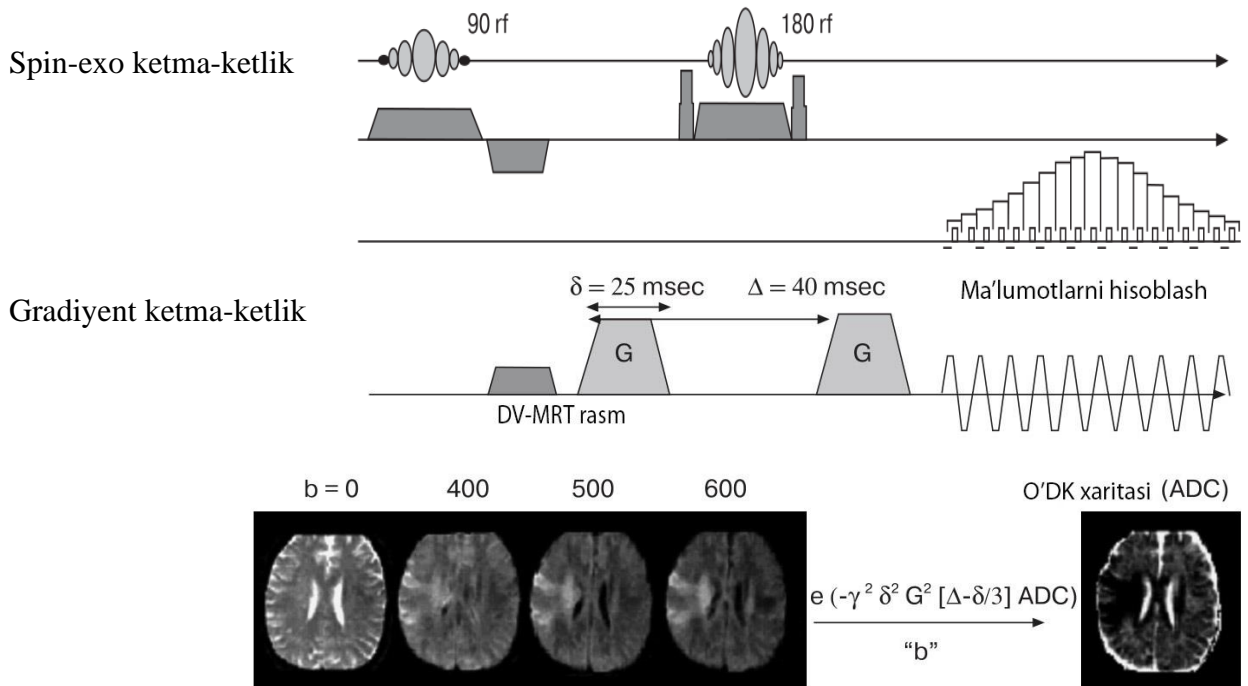 90 rf 180 rf
Spin-exo ketma-ketlik
δ = 25 msec Δ = 40 msec Ma'lumotlarni hisoblash
Gradiyent ketma-ketlik
G G
DV-MRT rasm
b = 0 400 500 600 O'DK xaritasi (ADC)
e (-γ² δ² G² [Δ-δ/3] ADC)
“b”